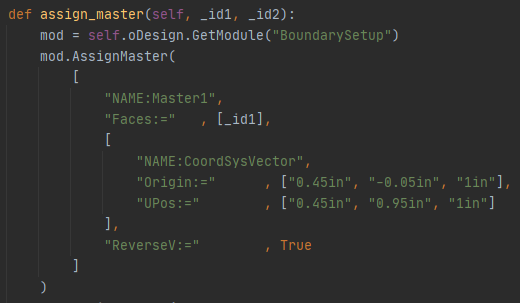 def assign_master(self, _id1, _id2):
    mod = self.oDesign.GetModule("BoundarySetup")
    mod.AssignMaster(
        [
            "NAME:Master1",
            "Faces:="   , [_id1],
            [
                "NAME:CoordSysVector",
                "Origin:="      , ["0.45in", "-0.05in", "1in"],
                "UPos:="        , ["0.45in", "0.95in", "1in"]
            ],
            "ReverseV:="        , True
        ]
    )